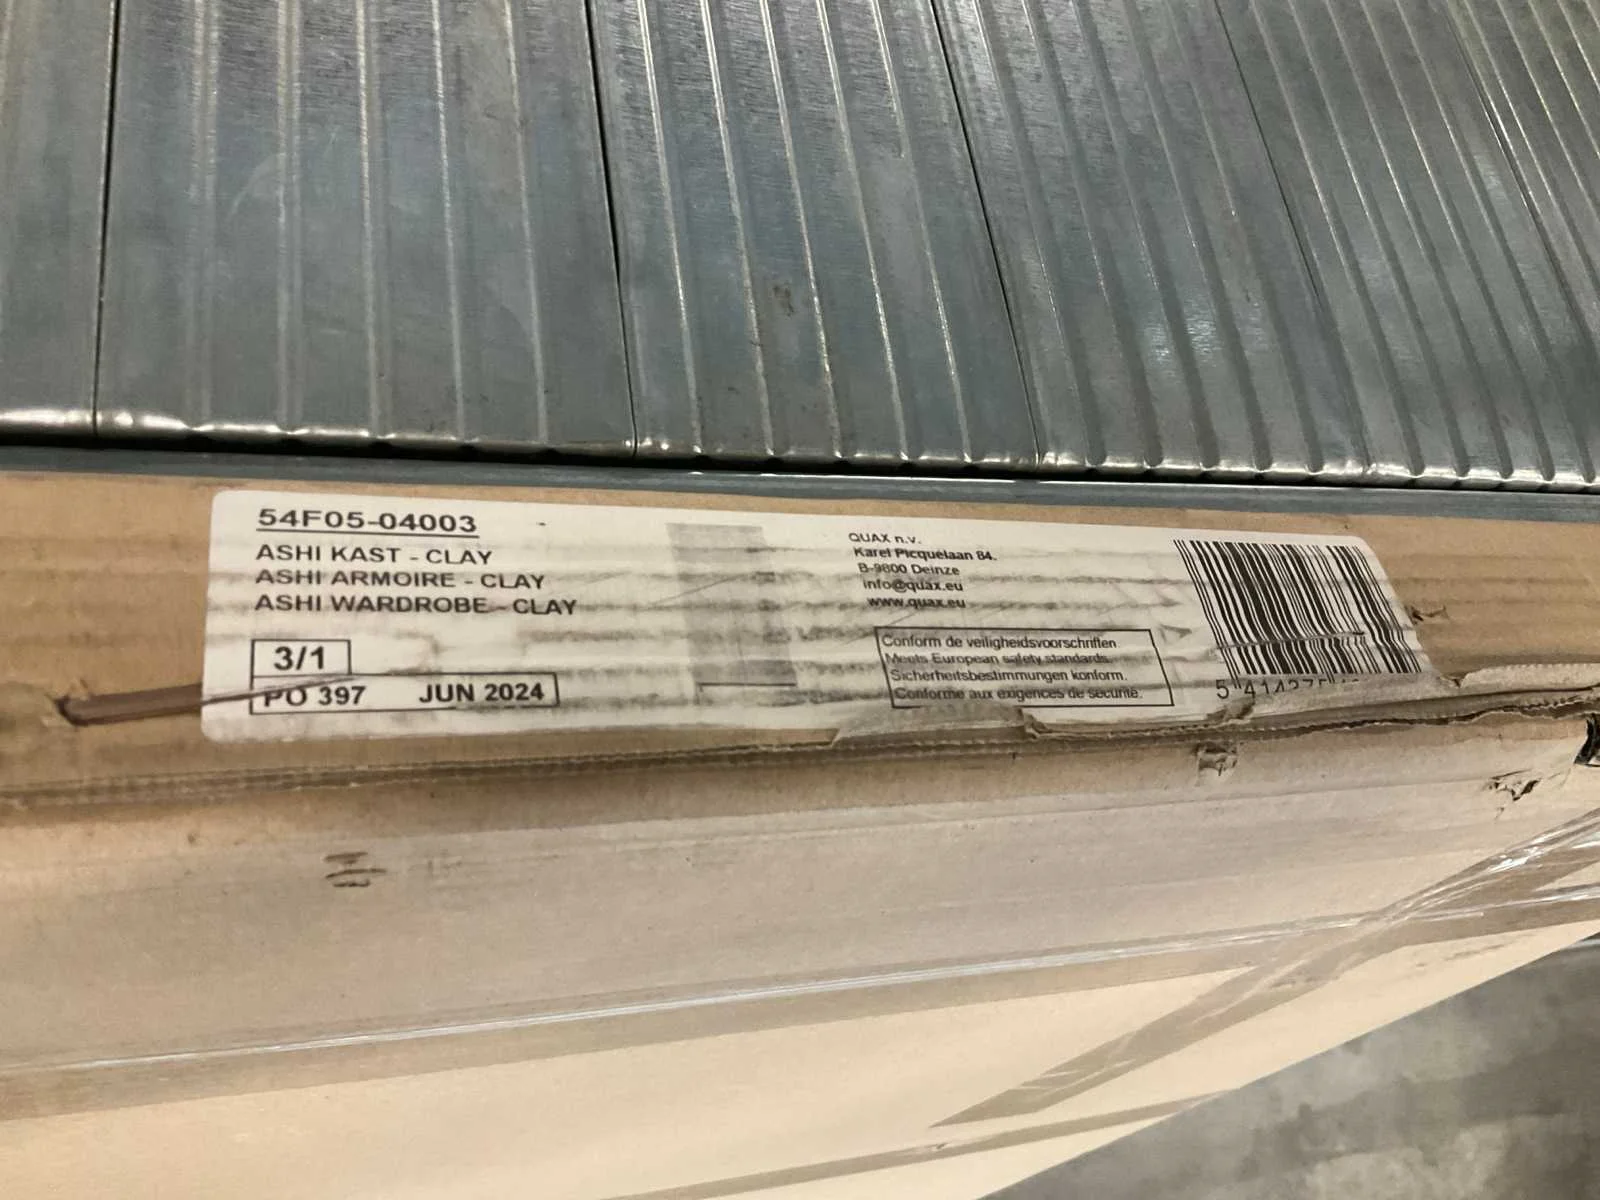 54F05-04003
ASHI KAST - CLAY
ASHI ARMOIRE - CLAY
ASHI WARDROBE - CLAY
3/1
PO 397 JUN 2024
QUAX n.v.
Karel Picquélaan 84.
B-9800 Deinze
info@quax.eu
www.quax.eu
Conform de veiligheidsvoorschriften.
Meets European safety standards.
Sicherheitsbestimmungen konform.
Conforme aux exigences de sécurité.